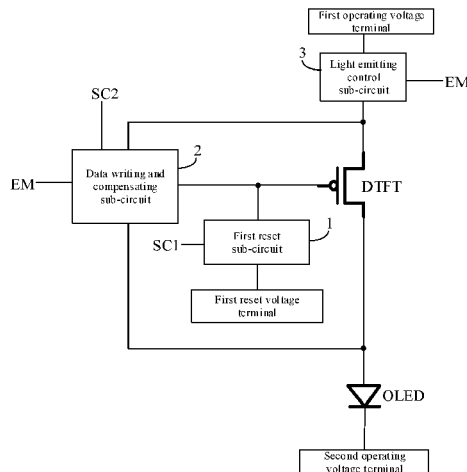 First operating voltage
terminal
3
Light emitting
control
sub-circuit
EM
SC2
2
EM
Data writing and
compensating
sub-circuit
DTFT
SC1
First reset
sub-circuit
1
First reset voltage
terminal
OLED
Second operating
voltage terminal